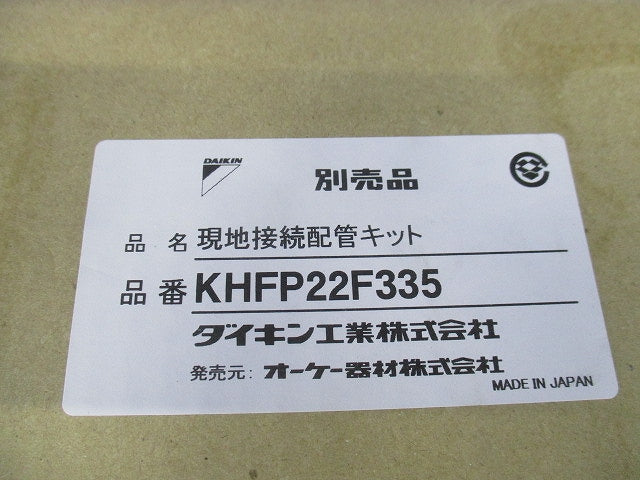 DAIKIN
別売品
品名 現地接続配管キット
品番 KHFP22F335
ダイキン工業株式会社
発売元: オーケー器材株式会社
MADE IN JAPAN